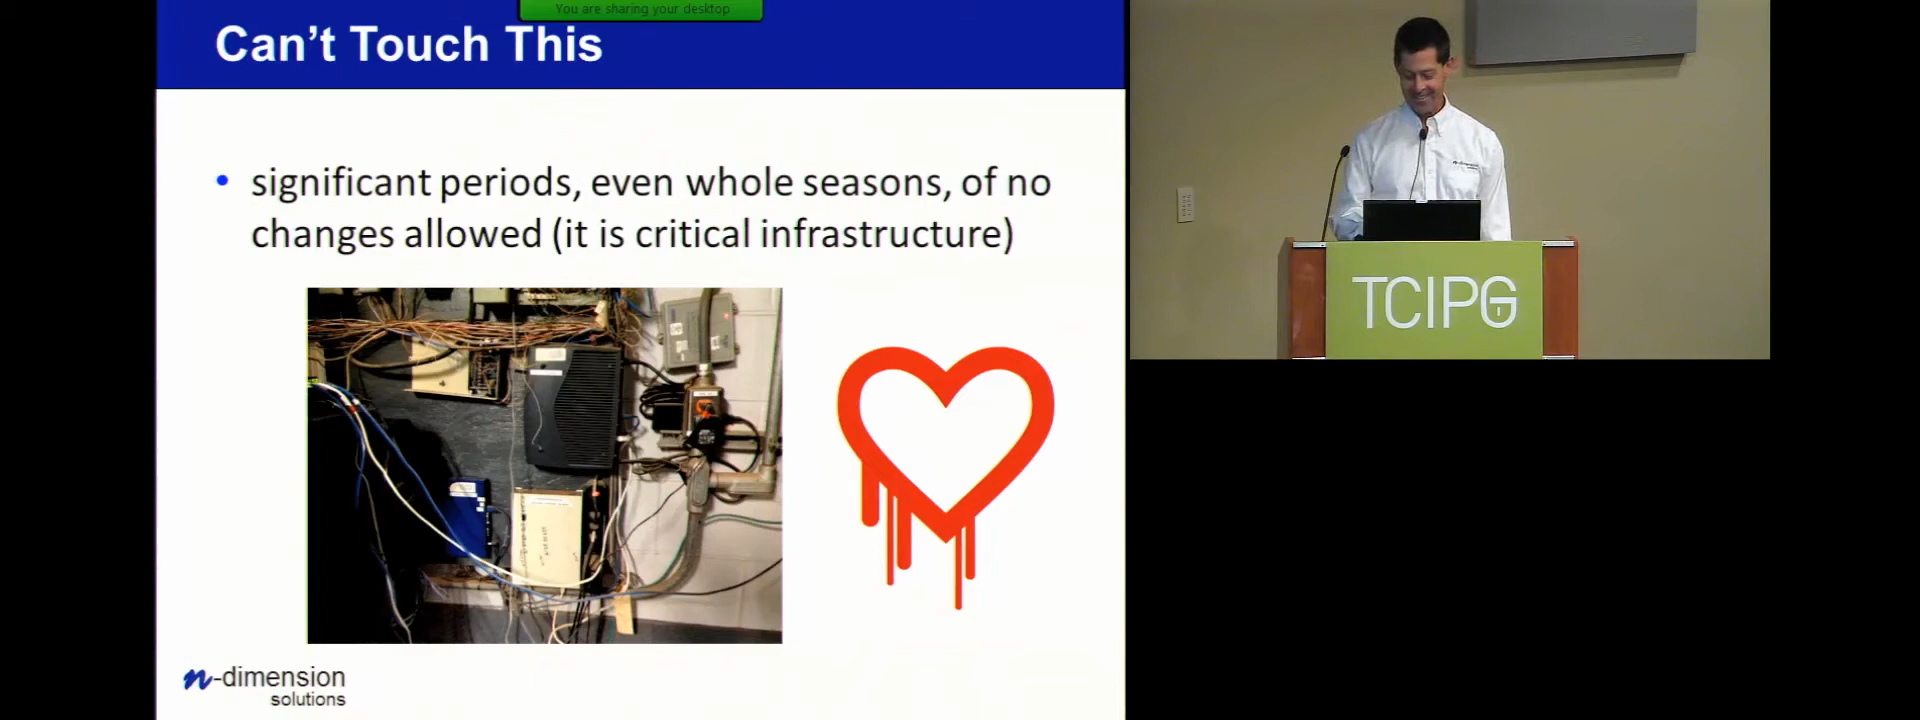 You are sharing your desktop
Can't Touch This
• significant periods, even whole seasons, of no
changes allowed (it is critical infrastructure)
n-dimension
solutions
n-dimension
TCIPG